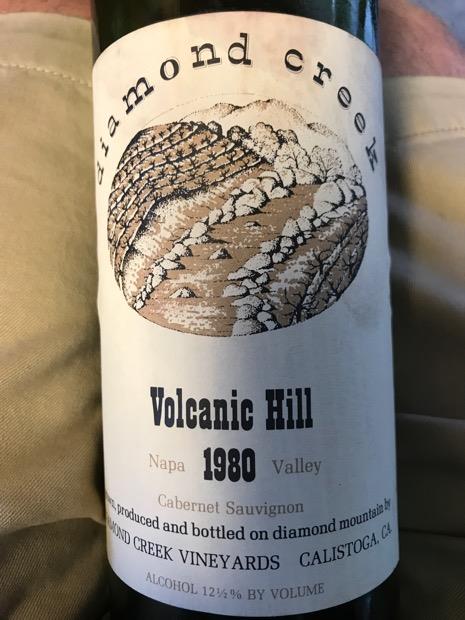 diamond creek
Volcanic Hill
Napa 1980 Valley
Cabernet Sauvignon
produced and bottled on diamond mountain by
CREEK VINEYARDS CALISTOGA, CA.
ALCOHOL 12½% BY VOLUME